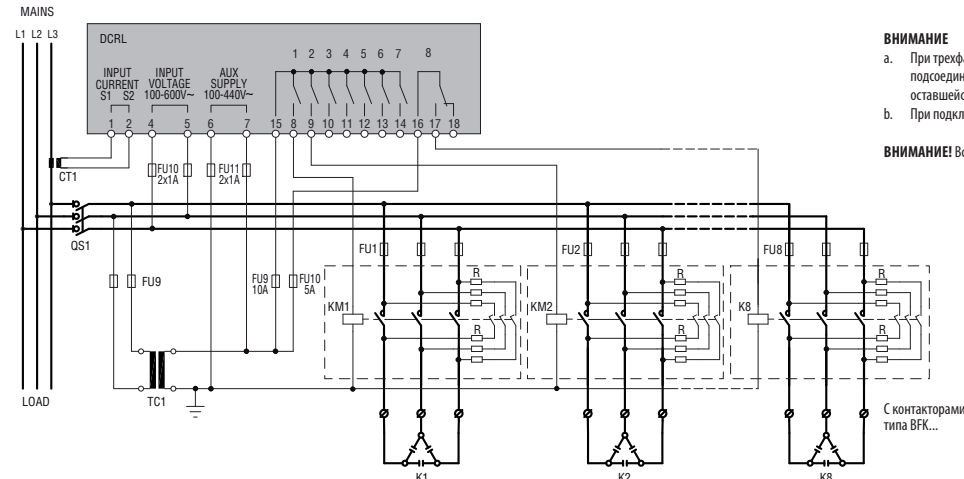 MAINS
L1 L2 L3
DCRL
INPUT CURRENT
S1 S2
INPUT VOLTAGE
100-600V~
AUX SUPPLY
100-440V~
1 2 3 4 5 6 7 8
1 2 4 5 6 7 15 8 9 10 11 12 13 14 16 17 18
CT1
FU10
2x1A
FU11
2x1A
QS1
FU9
FU9
10A
FU10
5A
FU1
FU2
FU8
KM1
R
R
KM2
R
R
K8
R
R
LOAD
TC1
K1
K2
K8
ВНИМАНИЕ
a. При
подсоедин
оставшейс
b. При
ВНИМАНИЕ!
С контакторами
типа BFK...